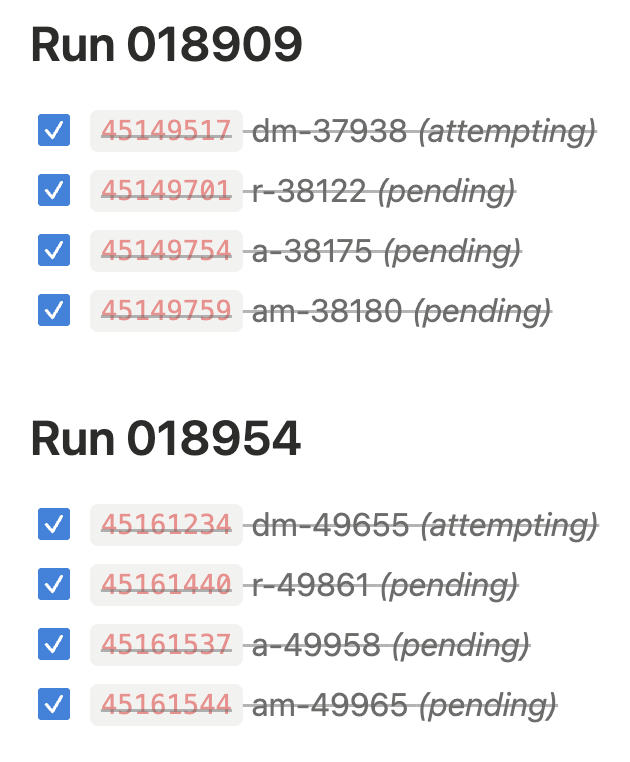 Run 018909
45149517 dm-37938 (attempting)
45149701 r-38122 (pending)
45149754 a-38175 (pending)
45149759 am-38180 (pending)
Run 018954
45161234 dm-49655 (attempting)
45161440 r-49861 (pending)
45161537 a-49958 (pending)
45161544 am-49965 (pending)